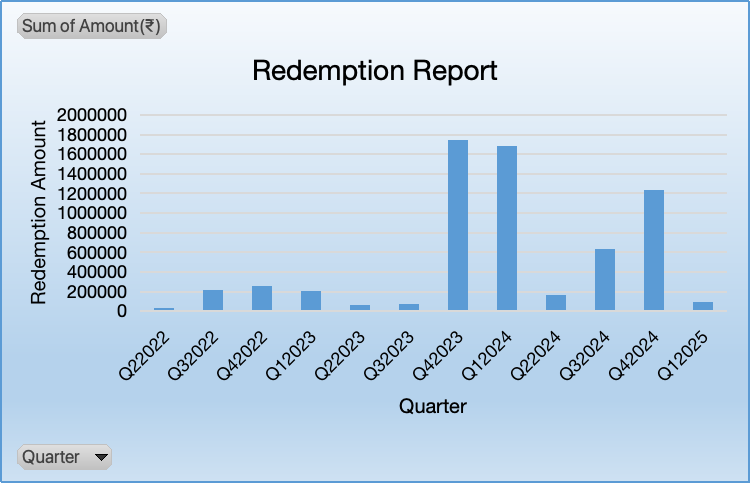 Sum of Amount(₹)
Redemption Report
Redemption Amount
2000000
1800000
1600000
1400000
1200000
1000000
800000
600000
400000
200000
0
Q22022
Q32022
Q42022
Q12023
Q22023
Q32023
Q42023
Q12024
Q22024
Q32024
Q42024
Q12025
Quarter
Quarter